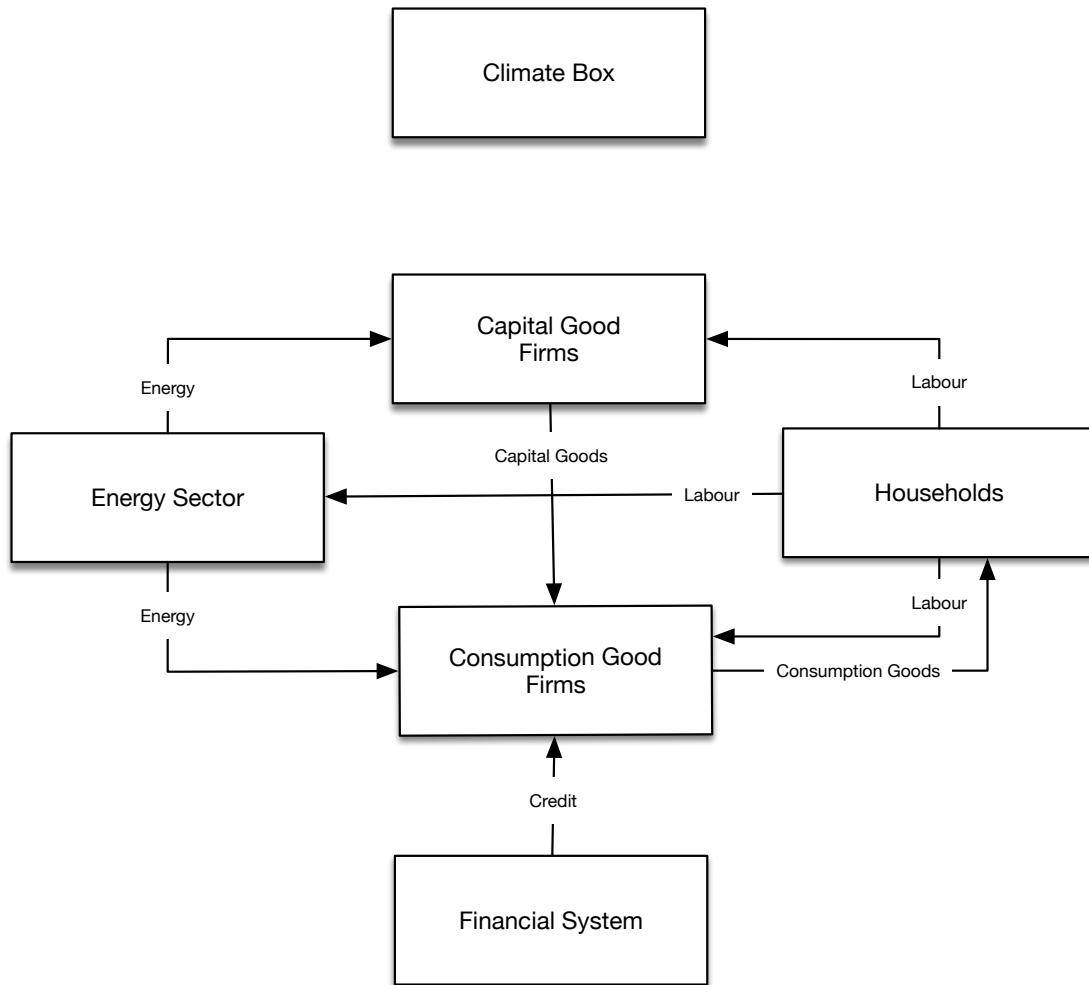 Climate Box
Capital Good
Firms
Energy
Labour
Capital Goods
Energy Sector
Labour
Households
Energy
Labour
Consumption Good
Firms
Consumption Goods
Credit
Financial System